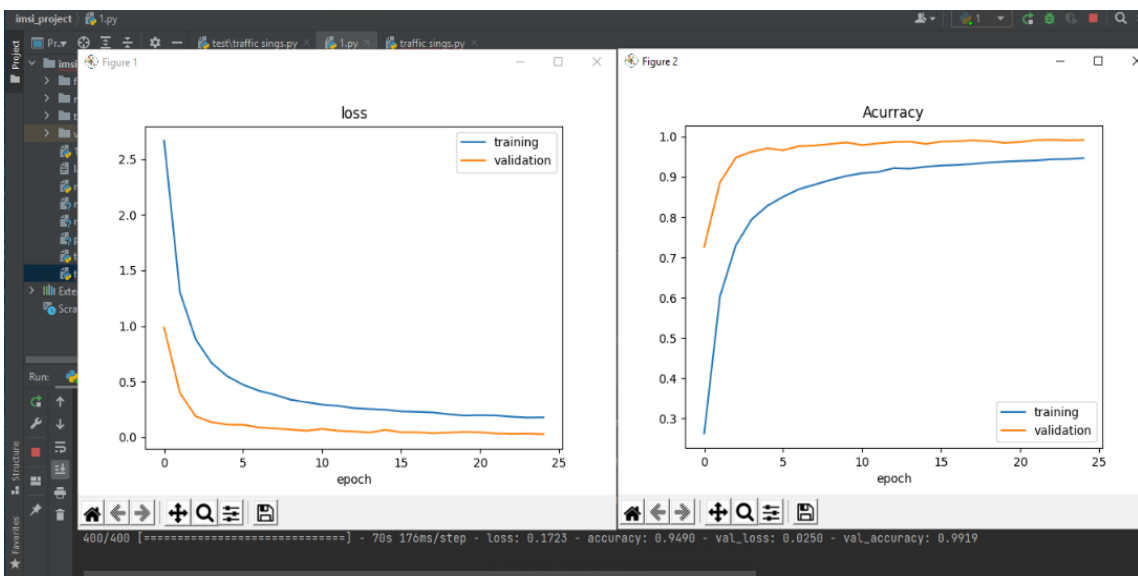 imsi_project
1.py
1
Project
Pr..
test\traffic sings.py
1.py
traffic sings.py
imsi
Figure 1
loss
training
validation
2.5
2.0
1.5
1.0
0.5
0.0
0 5 10 15 20 25
epoch
Figure 2
Acurracy
1.0
0.9
0.8
0.7
0.6
0.5
0.4
0.3
training
validation
0 5 10 15 20 25
epoch
Exte
Scra
Run:
Structure
Favorites
400/400 [==============================] - 70s 176ms/step - loss: 0.1723 - accuracy: 0.9490 - val_loss: 0.0250 - val_accuracy: 0.9919